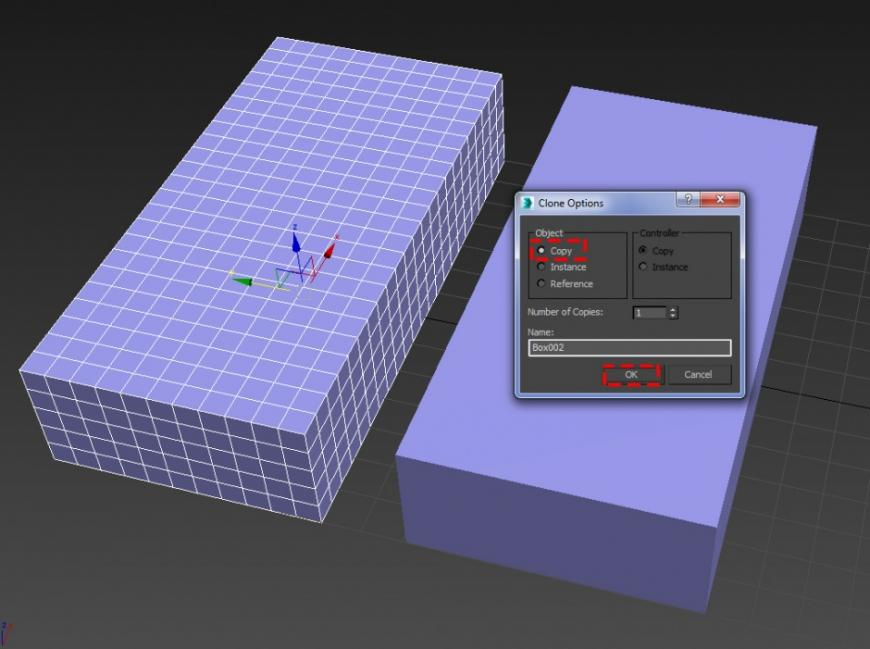 Clone Options
Object
Copy
Instance
Reference
Controller
Copy
Instance
Number of Copies:
1
Name:
Box002
OK
Cancel
z
x
y
z